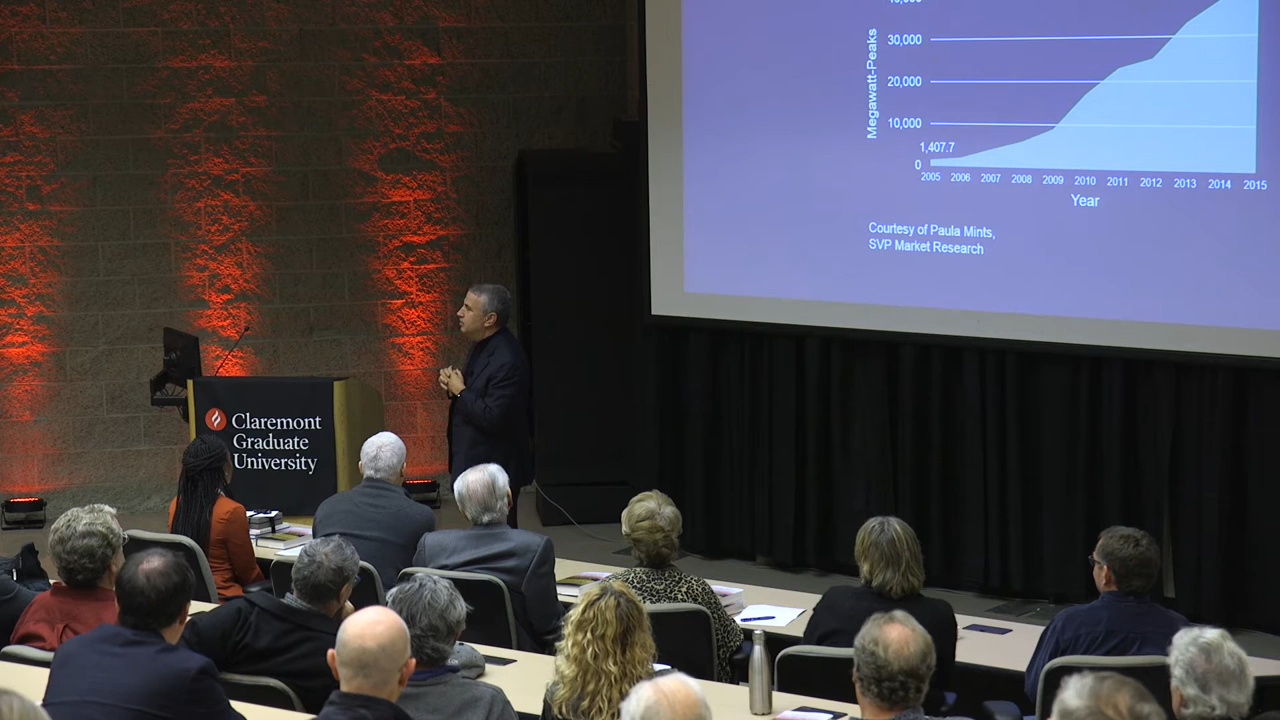 30,000
20,000
10,000
1,407.7
0
Megawatt-Peaks
2005 2006 2007 2008 2009 2010 2011 2012 2013 2014 2015
Year
Courtesy of Paula Mints,
SVP Market Research
Claremont
Graduate
University